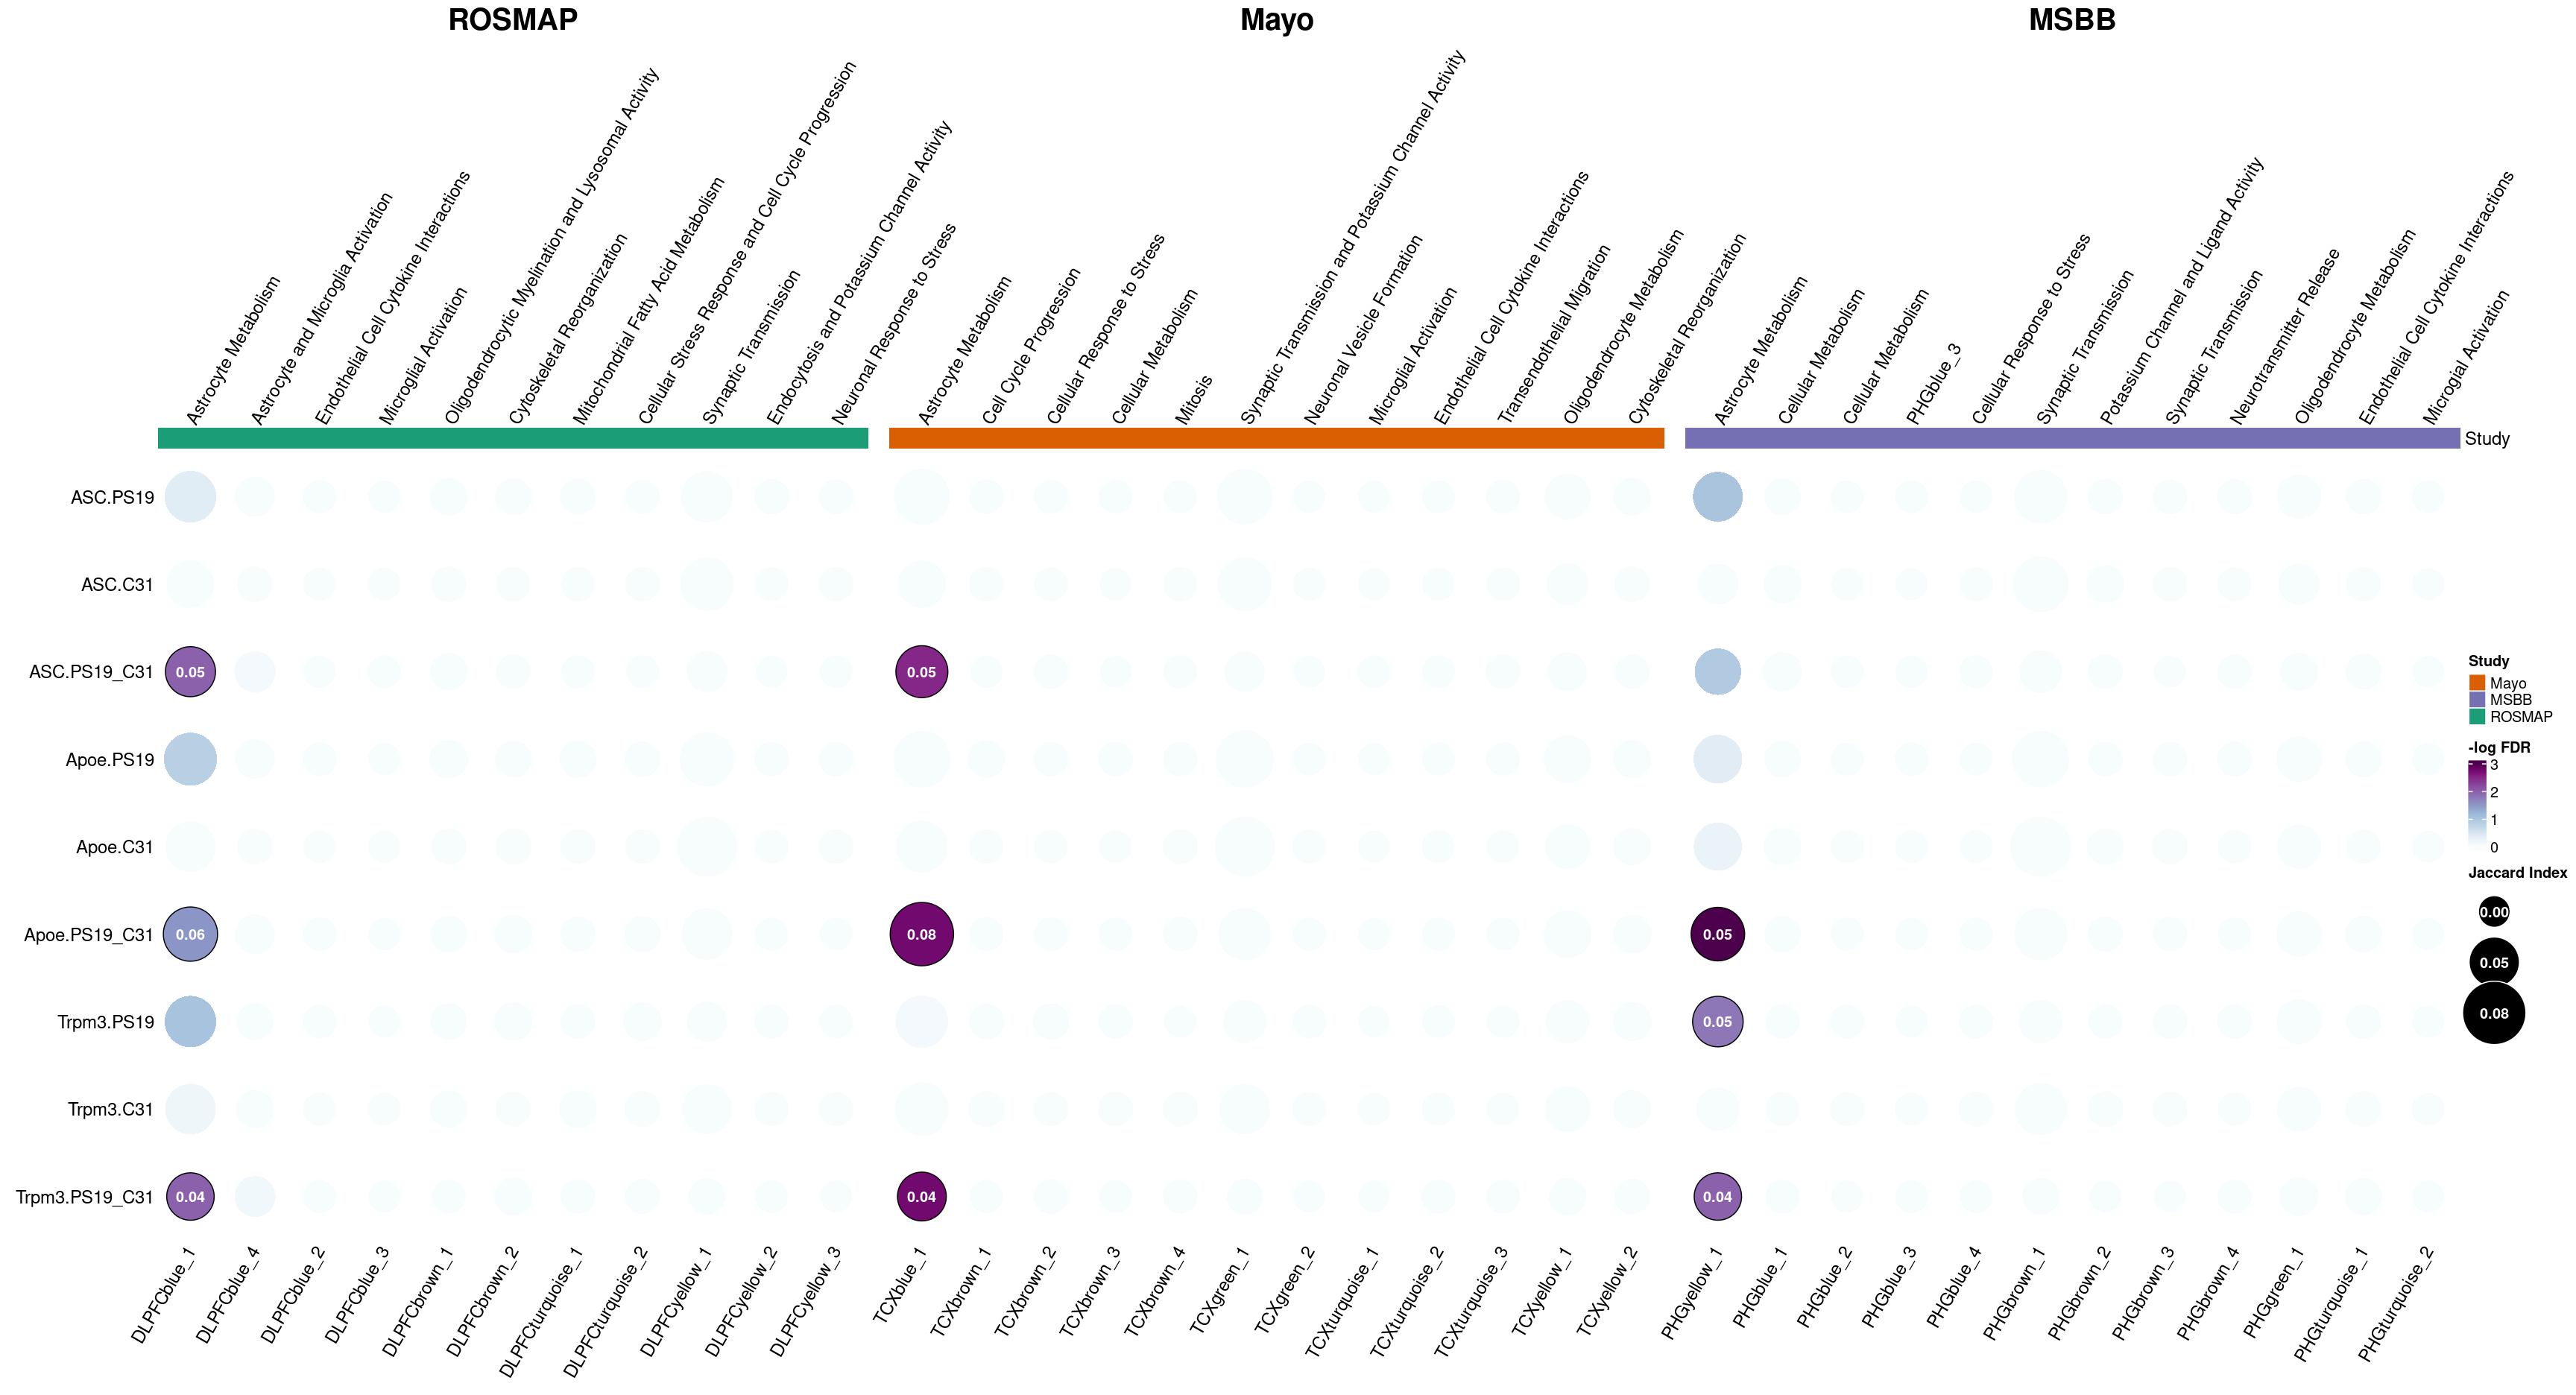 ROSMAP
Mayo
MSBB
Astrocyte Metabolism
Astrocyte and Microglia Activation
Endothelial Cell Cytokine Interactions
Microglial Activation
Oligodendrocytic Myelination and Lysosomal Activity
Cytoskeletal Reorganization
Mitochondrial Fatty Acid Metabolism
Cellular Stress Response and Cell Cycle Progression
Synaptic Transmission
Endocytosis and Potassium Channel Activity
Neuronal Response to Stress
Astrocyte Metabolism
Cell Cycle Progression
Cellular Response to Stress
Cellular Metabolism
Mitosis
Synaptic Transmission and Potassium Channel Activity
Neuronal Vesicle Formation
Microglial Activation
Endothelial Cell Cytokine Interactions
Transendothelial Migration
Oligodendrocyte Metabolism
Cytoskeletal Reorganization
Astrocyte Metabolism
Cellular Metabolism
Cellular Metabolism
PHGblue_3
Cellular Response to Stress
Synaptic Transmission
Potassium Channel and Ligand Activity
Synaptic Transmission
Neurotransmitter Release
Oligodendrocyte Metabolism
Endothelial Cell Cytokine Interactions
Microglial Activation
Study
ASC.PS19
ASC.C31
ASC.PS19_C31
0.05
0.05
Apoe.PS19
Apoe.C31
Apoe.PS19_C31
0.06
0.08
0.05
Trpm3.PS19
0.05
Trpm3.C31
Trpm3.PS19_C31
0.04
0.04
0.04
DLPFCblue_1
DLPFCblue_4
DLPFCblue_2
DLPFCblue_3
DLPFCbrown_1
DLPFCbrown_2
DLPFCturquoise_1
DLPFCturquoise_2
DLPFCyellow_1
DLPFCyellow_2
DLPFCyellow_3
TCXblue_1
TCXbrown_1
TCXbrown_2
TCXbrown_3
TCXbrown_4
TCXgreen_1
TCXgreen_2
TCXturquoise_1
TCXturquoise_2
TCXturquoise_3
TCXyellow_1
TCXyellow_2
PHGyellow_1
PHGblue_1
PHGblue_2
PHGblue_3
PHGblue_4
PHGbrown_1
PHGbrown_2
PHGbrown_3
PHGbrown_4
PHGgreen_1
PHGturquoise_1
PHGturquoise_2
Study
Mayo
MSBB
ROSMAP
-log FDR
3
2
1
0
Jaccard Index
0.00
0.05
0.08